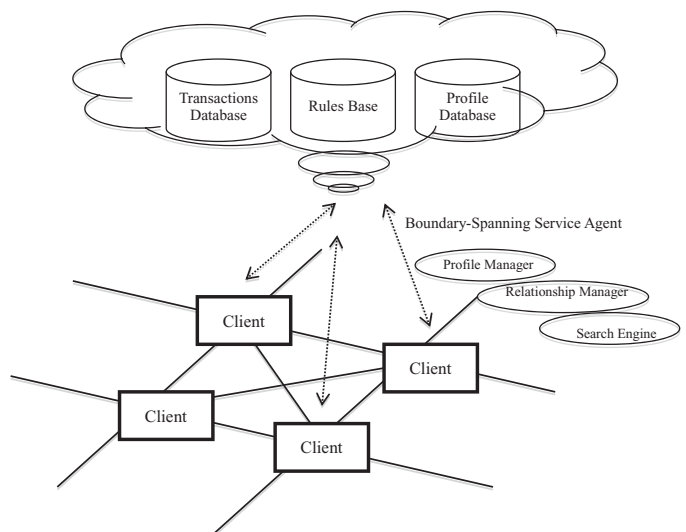 Transactions
Database
Rules Base
Profile
Database
Boundary-Spanning Service Agent
Profile Manager
Relationship Manager
Search Engine
Client
Client
Client
Client